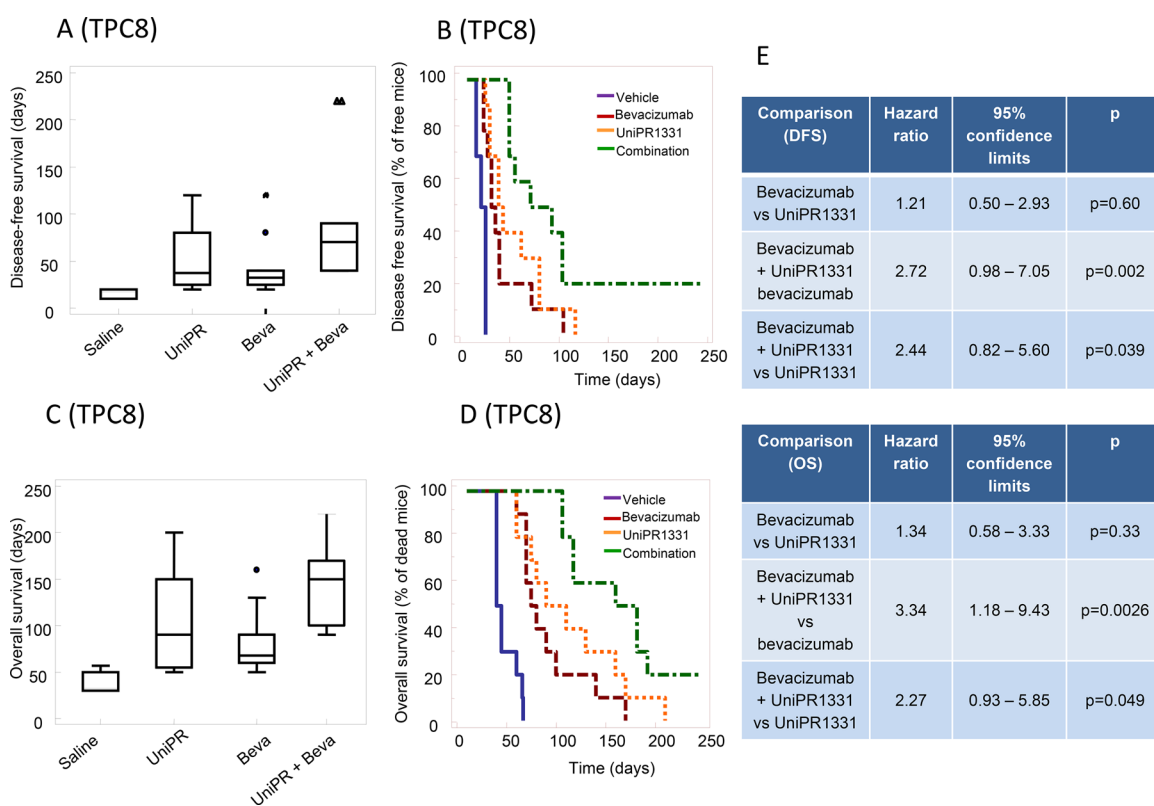 A (TPC8)
250
200
150
100
50
0
Disease-free survival (days)
Saline
UniPR
Beva
UniPR + Beva
B (TPC8)
100
80
60
40
20
0
Disease free survival (% of free mice)
Vehicle
Bevacizumab
UniPR1331
Combination
0 50 100 150 200 250
Time (days)
C (TPC8)
250
200
150
100
50
0
Overall survival (days)
Saline
UniPR
Beva
UniPR + Beva
D (TPC8)
100
80
60
40
20
0
Overall survival (% of dead mice)
Vehicle
Bevacizumab
UniPR1331
Combination
0 50 100 150 200 250
Time (days)
E
Comparison
(DFS)
Hazard
ratio
95%
confidence
limits
p
Bevacizumab
vs UniPR1331
1.21
0.50 – 2.93
p=0.60
Bevacizumab
+ UniPR1331
bevacizumab
2.72
0.98 – 7.05
p=0.002
Bevacizumab
+ UniPR1331
vs UniPR1331
2.44
0.82 – 5.60
p=0.039
Comparison
(OS)
Hazard
ratio
95%
confidence
limits
p
Bevacizumab
vs UniPR1331
1.34
0.58 – 3.33
p=0.33
Bevacizumab
+ UniPR1331
vs
bevacizumab
3.34
1.18 – 9.43
p=0.0026
Bevacizumab
+ UniPR1331
vs UniPR1331
2.27
0.93 – 5.85
p=0.049